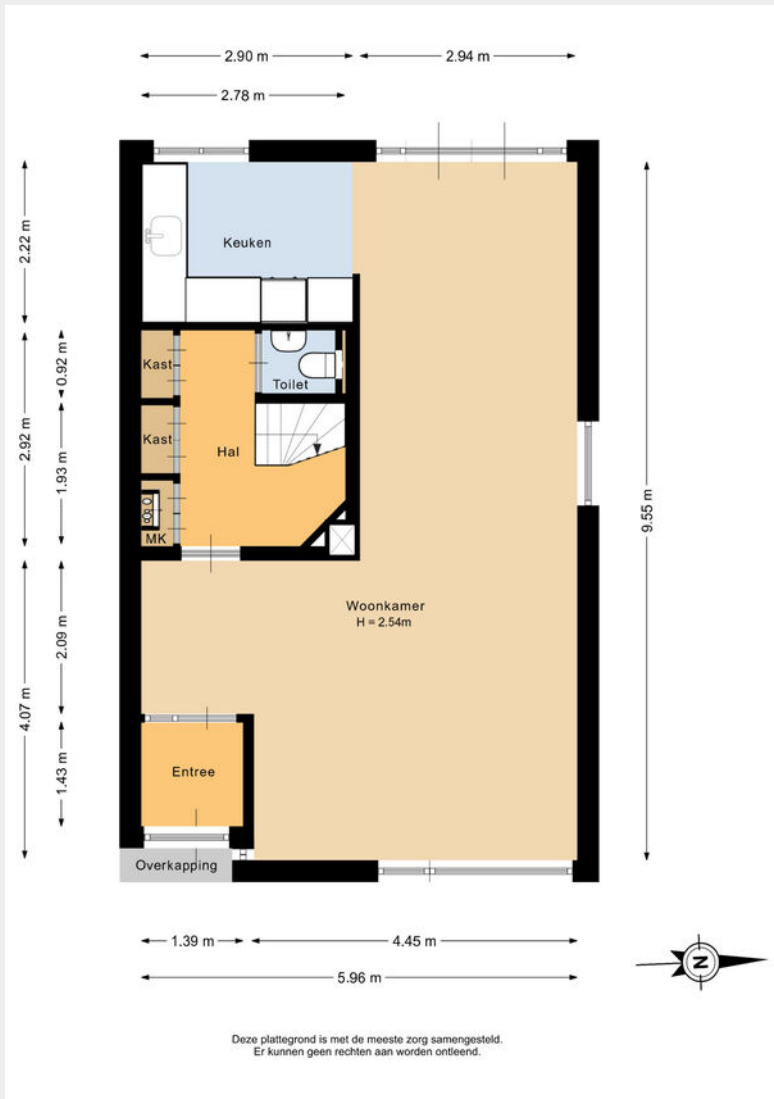 2.90 m
2.94 m
2.78 m
2.22 m
Keuken
0.92 m
Kast
Toilet
2.92 m
Kast
Hal
1.93 m
9.55 m
MK
Woonkamer
H = 2.54m
2.09 m
4.07 m
Entree
1.43 m
Overkapping
1.39 m
4.45 m
N
5.96 m
Deze plattegrond is met de meeste zorg samengesteld.
Er kunnen geen rechten aan worden ontleend.